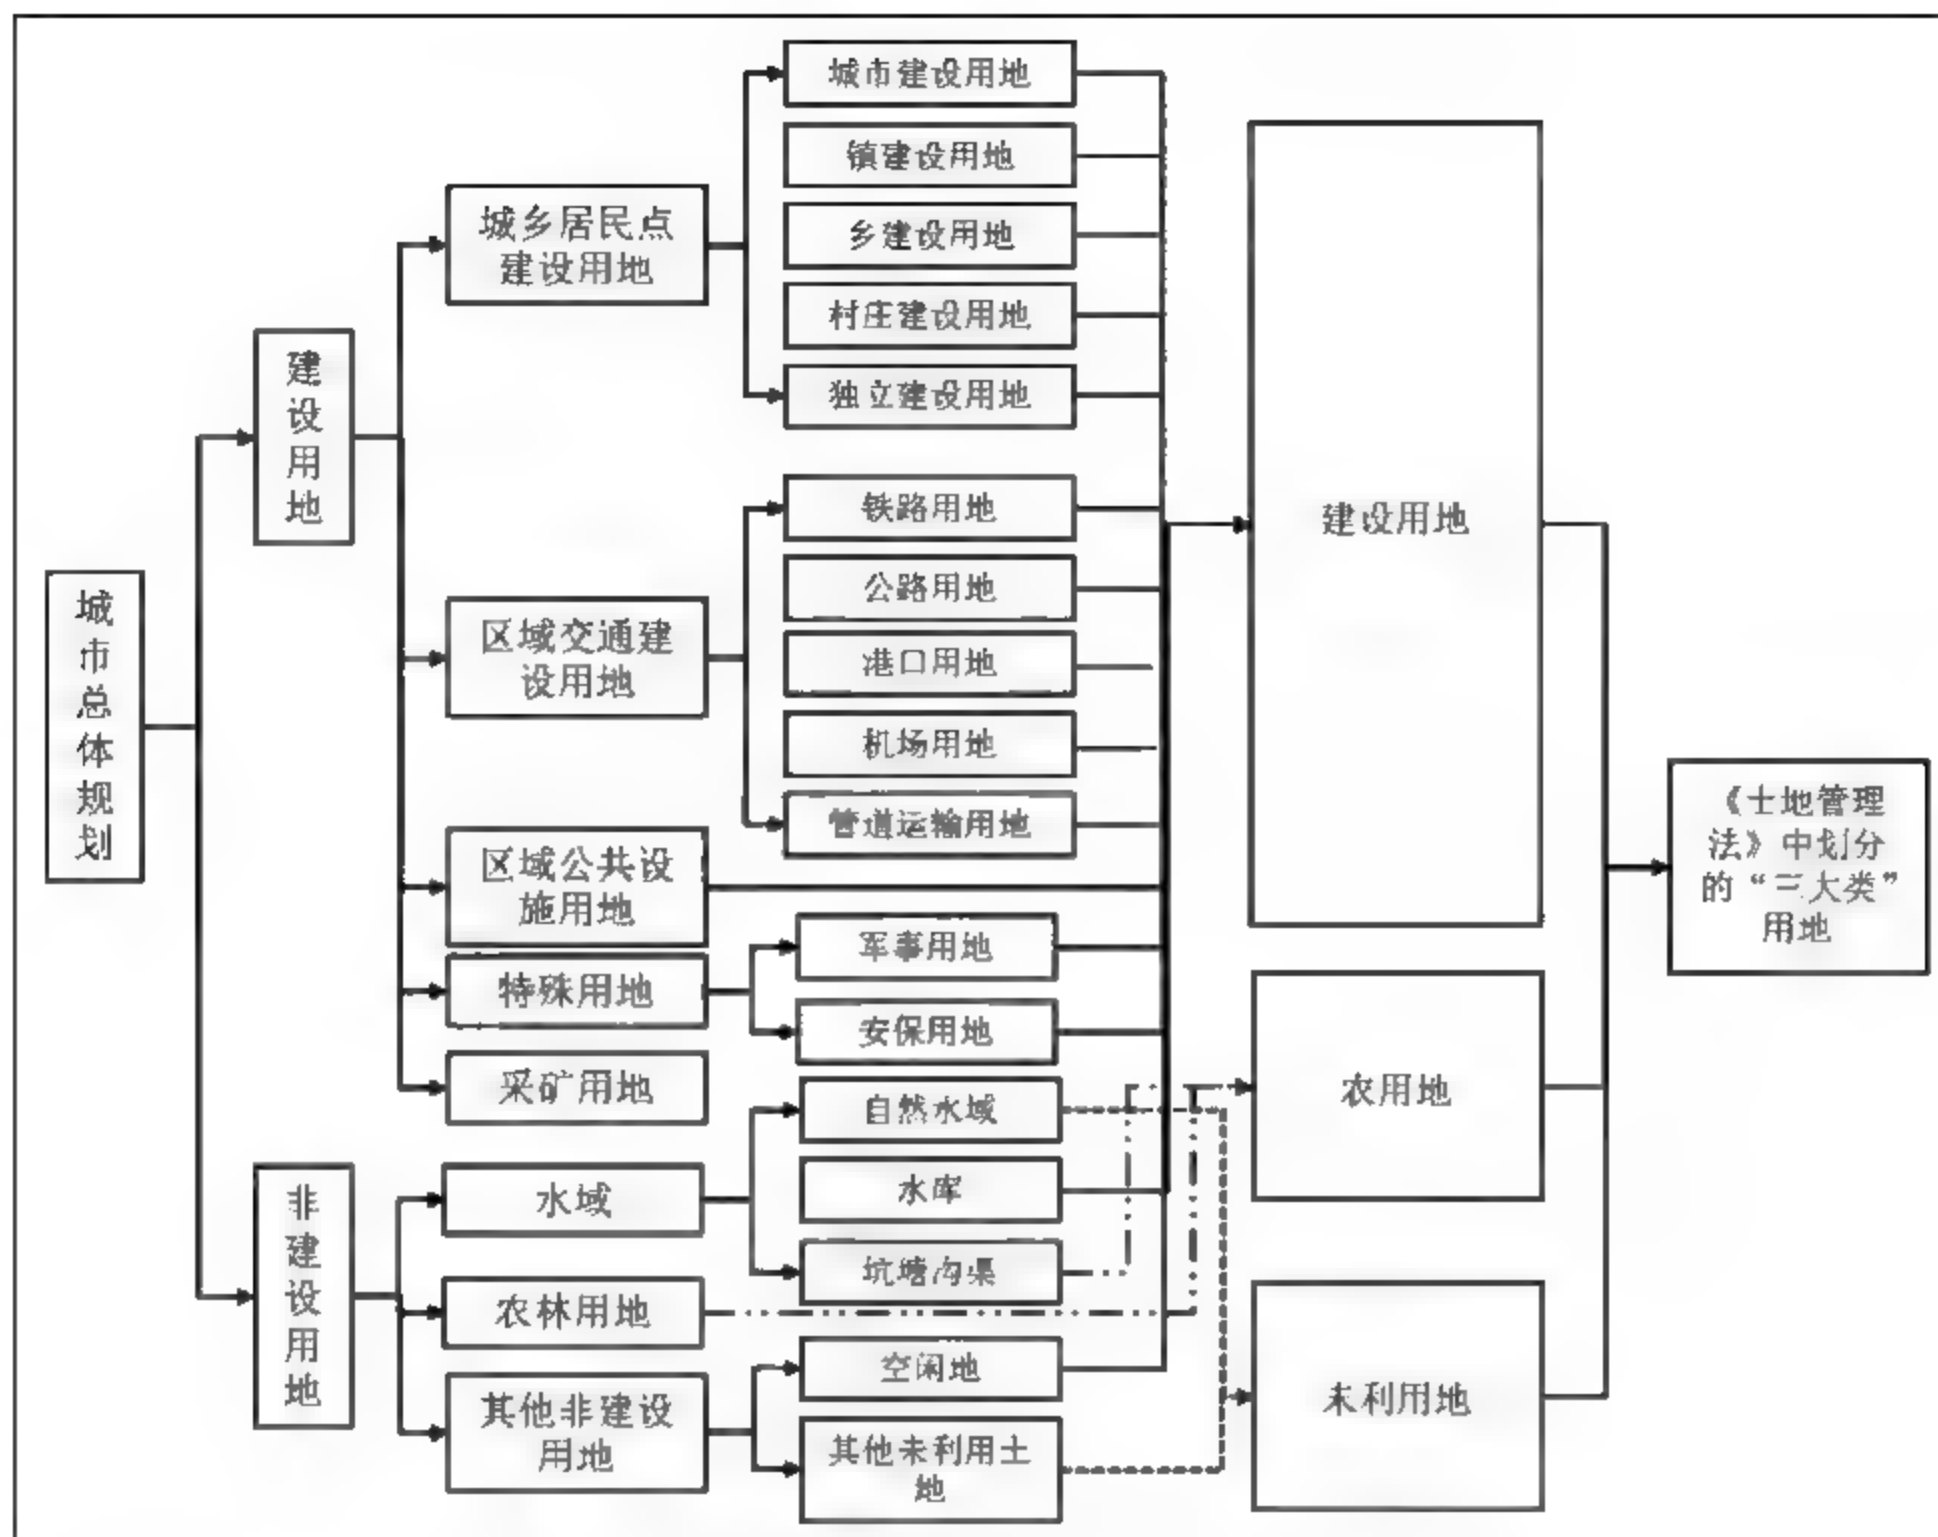 城市总体规划
建设用地
非建设用地
城乡居民点
建设用地
区域交通建
设用地
区域公共设
施用地
特殊用地
采矿用地
水域
农林用地
其他非建设
用地
城市建设用地
镇建设用地
乡建设用地
村庄建设用地
独立建设用地
铁路用地
公路用地
港口用地
机场用地
管道运输用地
军事用地
安保用地
自然水域
水库
坑塘沟渠
空闲地
其他未利用土
地
建设用地
农用地
未利用地
《土地管理
法》中划分
的“三大类”
用地